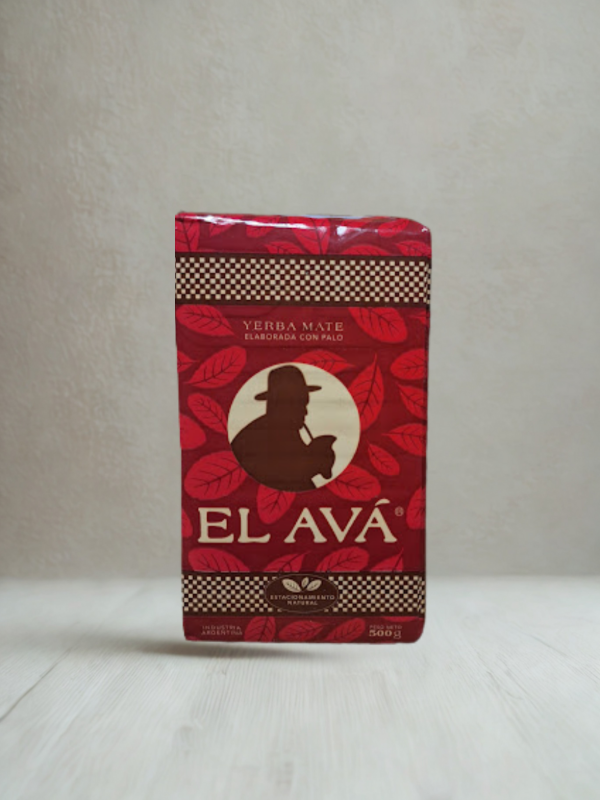 YERBA MATE
ELABORADA CON PALO
EL AVÁ®
ESTACIONAMIENTO
NATURAL
INDUSTRIA
ARGENTINA
PESO NETO
500g